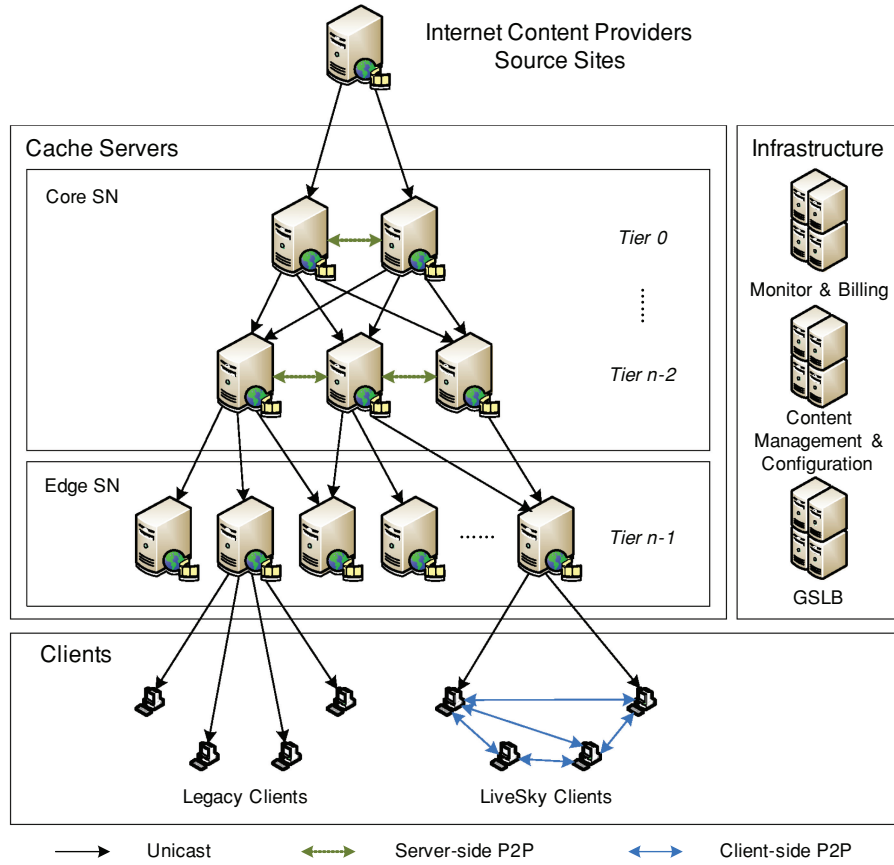 Internet Content Providers
Source Sites
Cache Servers
Core SN
Tier 0
......
Tier n-2
Edge SN
......
Tier n-1
Infrastructure
Monitor & Billing
Content
Management &
Configuration
GSLB
Clients
Legacy Clients
LiveSky Clients
Unicast
Server-side P2P
Client-side P2P